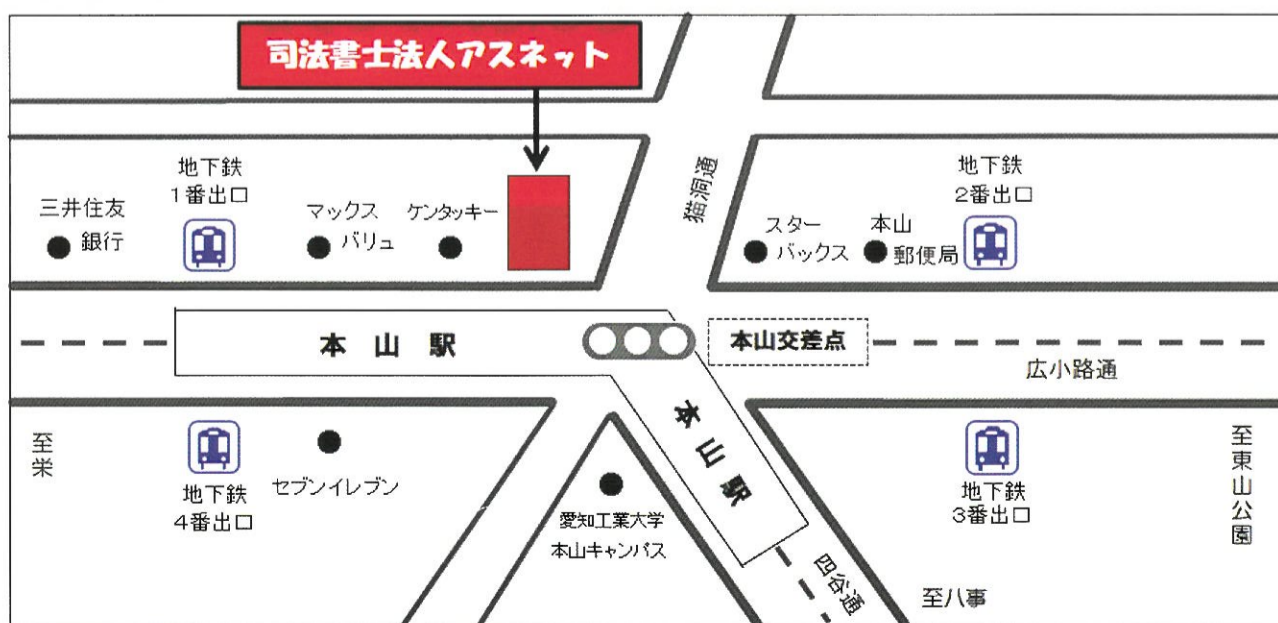 司法書士法人アスネット
地下鉄
1番出口
三井住友
銀行
マックス
バリュ
ケンタッキー
猫洞通
スター
バックス
本山
郵便局
地下鉄
2番出口
本山駅
本山交差点
広小路通
至栄
地下鉄
4番出口
セブンイレブン
愛知工業大学
本山キャンパス
本山駅
四谷通
至八事
地下鉄
3番出口
至東山公園